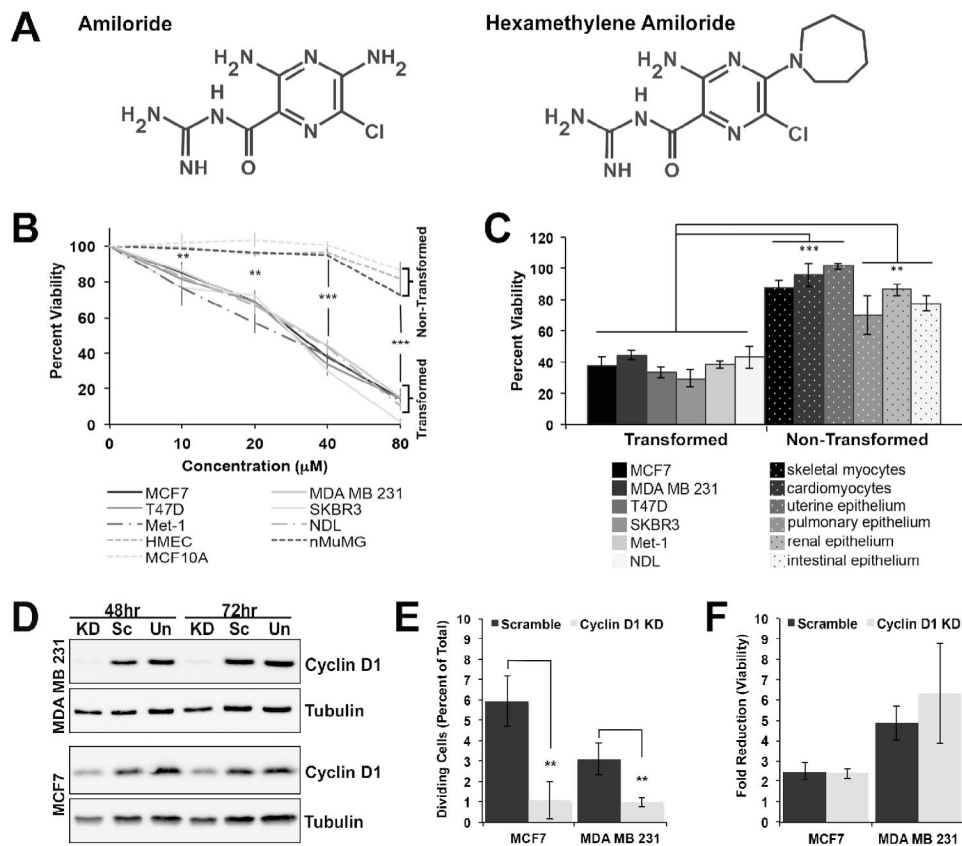 A
Amiloride
Hexamethylene Amiloride
H₂N
N
NH₂
H
H₂N
N
N
Cl
NH
O
H₂N
N
N
H
H₂N
N
N
Cl
NH
O
B
Percent Viability
100
80
60
40
20
0
0
10
20
40
80
**
**
***
***
Non-Transformed
Transformed
Concentration (µM)
MCF7
MDA MB 231
T47D
SKBR3
Met-1
NDL
HMEC
nMuMG
MCF10A
C
Percent Viability
120
100
80
60
40
20
0
***
**
Transformed
Non-Transformed
MCF7
MDA MB 231
T47D
SKBR3
Met-1
NDL
skeletal myocytes
cardiomyocytes
uterine epithelium
pulmonary epithelium
renal epithelium
intestinal epithelium
D
48hr
72hr
KD Sc Un KD Sc Un
MDA MB 231
Cyclin D1
Tubulin
MCF7
Cyclin D1
Tubulin
E
Scramble
Cyclin D1 KD
Dividing Cells (Percent of Total)
10
9
8
7
6
5
4
3
2
1
0
**
**
MCF7
MDA MB 231
F
Scramble
Cyclin D1 KD
Fold Reduction (Viability)
10
9
8
7
6
5
4
3
2
1
0
MCF7
MDA MB 231